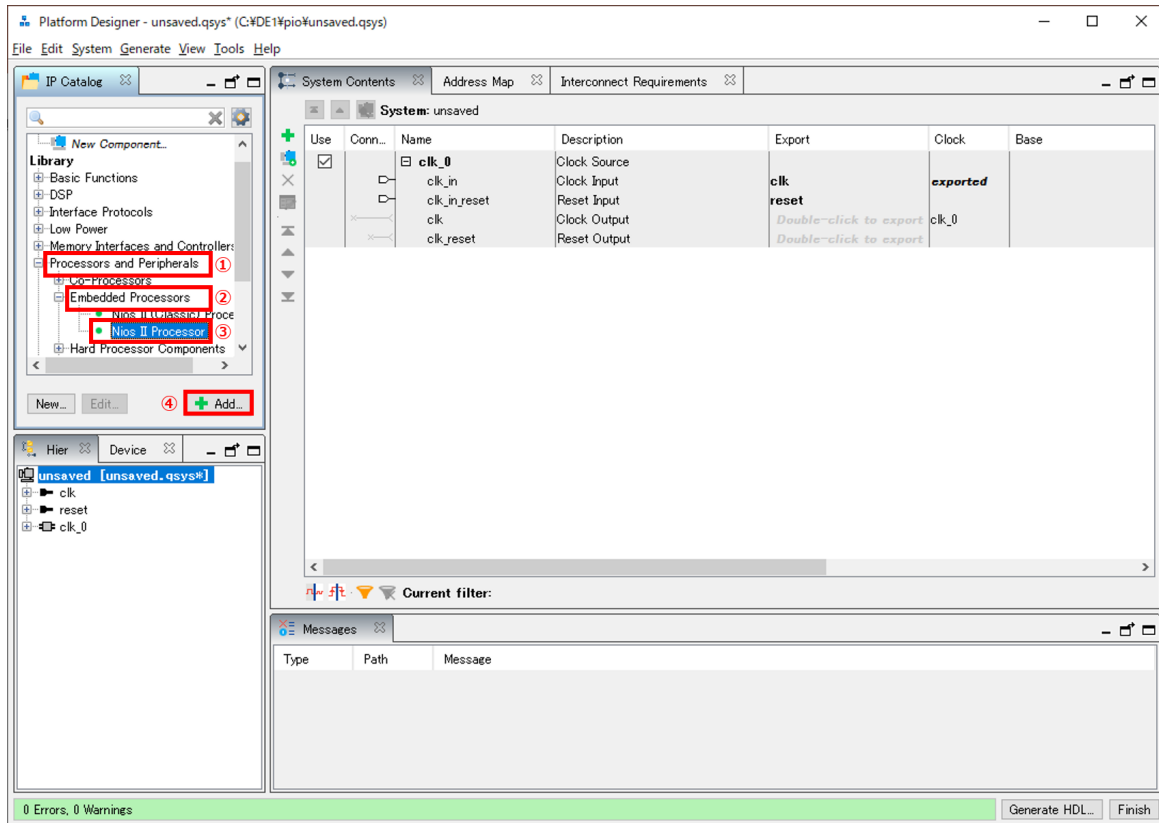 Platform Designer - unsaved.qsys* (C:¥DE1¥pio¥unsaved.qsys)
File Edit System Generate View Tools Help
IP Catalog
New Component...
Library
Basic Functions
DSP
Interface Protocols
Low Power
Memory Interfaces and Controllers
Processors and Peripherals ①
Co-Processors
Embedded Processors ②
Nios II (Classic) Proce
Nios II Processor ③
Hard Processor Components
New... Edit... ④ Add...
Hier Device
unsaved [unsaved.qsys*]
clk
reset
clk_0
System Contents Address Map Interconnect Requirements
System: unsaved
Use Conn... Name Description Export Clock Base
clk_0 Clock Source
clk_in Clock Input clk exported
clk_in_reset Reset Input reset
clk Clock Output Double-click to export clk_0
clk_reset Reset Output Double-click to export
Current filter:
Messages
Type Path Message
0 Errors, 0 Warnings Generate HDL... Finish